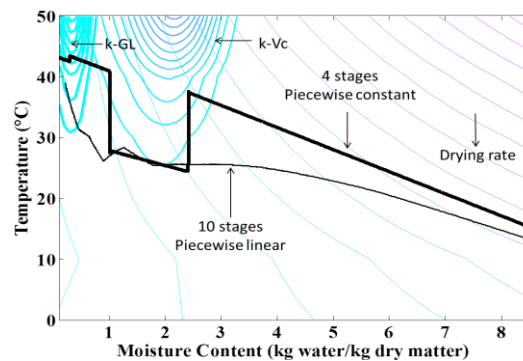 50
40
30
20
10
0
Temperature (°C)
k-GL
k-Vc
4 stages
Piecewise constant
Drying rate
10 stages
Piecewise linear
1 2 3 4 5 6 7 8
Moisture Content (kg water/kg dry matter)